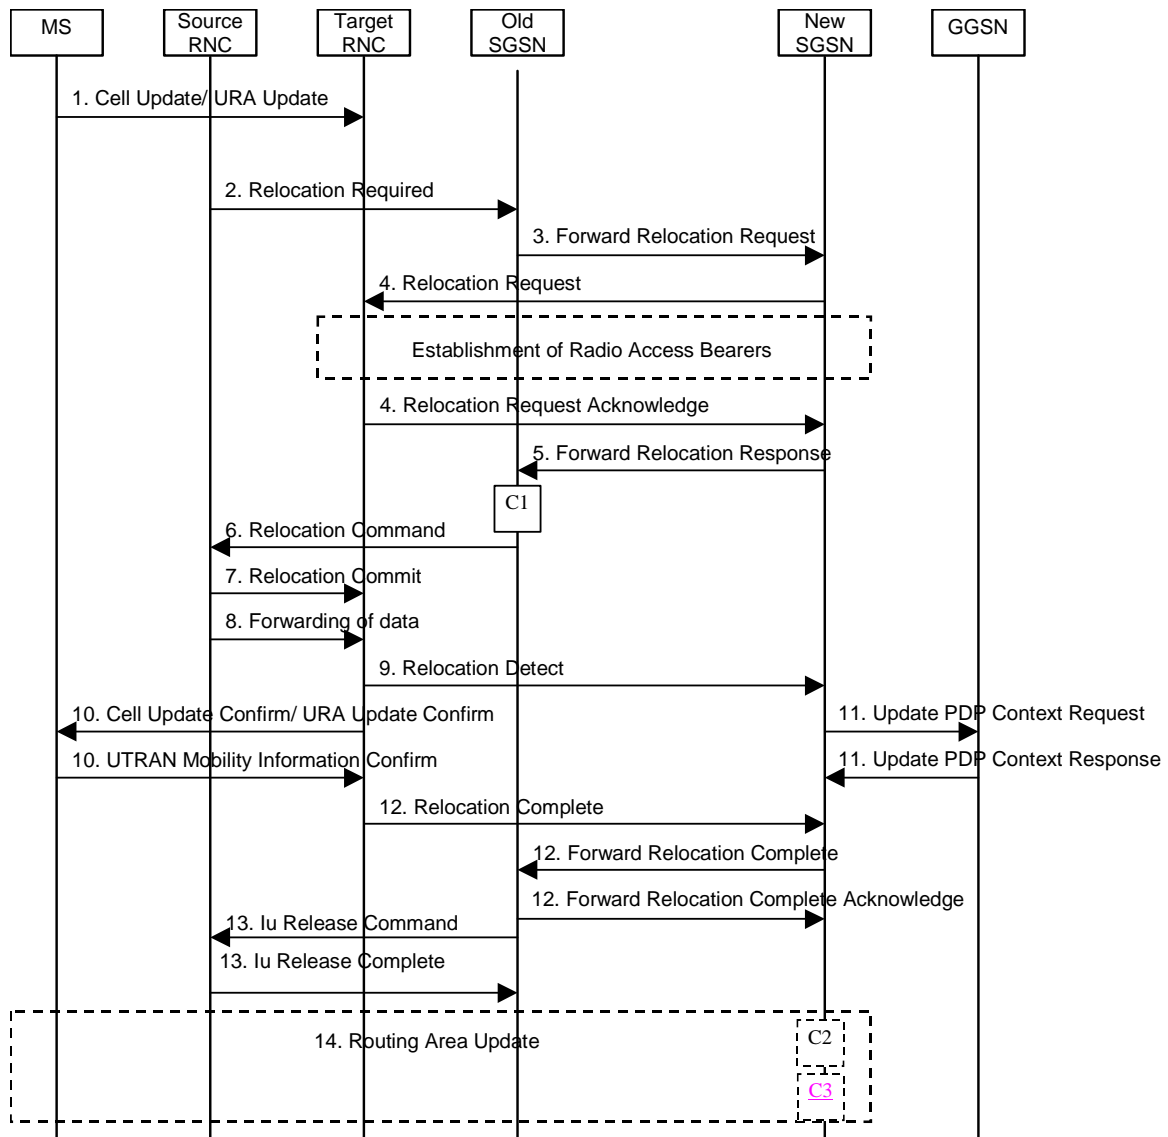 MS
Source
RNC
Target
RNC
Old
SGSN
New
SGSN
GGSN
1. Cell Update/ URA Update
2. Relocation Required
3. Forward Relocation Request
4. Relocation Request
Establishment of Radio Access Bearers
4. Relocation Request Acknowledge
5. Forward Relocation Response
C1
6. Relocation Command
7. Relocation Commit
8. Forwarding of data
9. Relocation Detect
10. Cell Update Confirm/ URA Update Confirm
11. Update PDP Context Request
10. UTRAN Mobility Information Confirm
11. Update PDP Context Response
12. Relocation Complete
12. Forward Relocation Complete
12. Forward Relocation Complete Acknowledge
13. Iu Release Command
13. Iu Release Complete
14. Routing Area Update
C2
C3